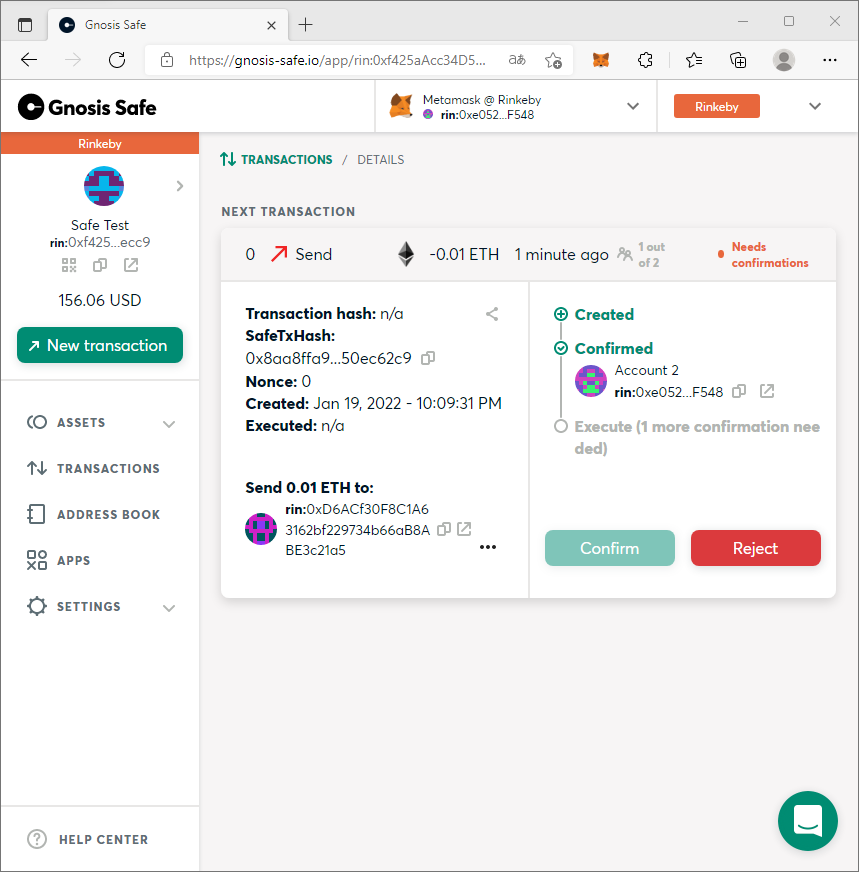 Gnosis Safe
https://gnosis-safe.io/app/rin:0xf425aAcc34D5...
aあ
Gnosis Safe
Metamask @ Rinkeby
rin:0xe052...F548
Rinkeby
Rinkeby
Safe Test
rin:0xf425...ecc9
156.06 USD
New transaction
ASSETS
TRANSACTIONS
ADDRESS BOOK
APPS
SETTINGS
HELP CENTER
TRANSACTIONS / DETAILS
NEXT TRANSACTION
0 Send -0.01 ETH 1 minute ago 1 out of 2 Needs confirmations
Transaction hash: n/a
SafeTxHash:
0x8aa8ffa9...50ec62c9
Nonce: 0
Created: Jan 19, 2022 - 10:09:31 PM
Executed: n/a
Send 0.01 ETH to:
rin:0xD6ACf30F8C1A6
3162bf229734b66aB8A
BE3c21a5
Created
Confirmed
Account 2
rin:0xe052...F548
Execute (1 more confirmation nee
ded)
Confirm
Reject